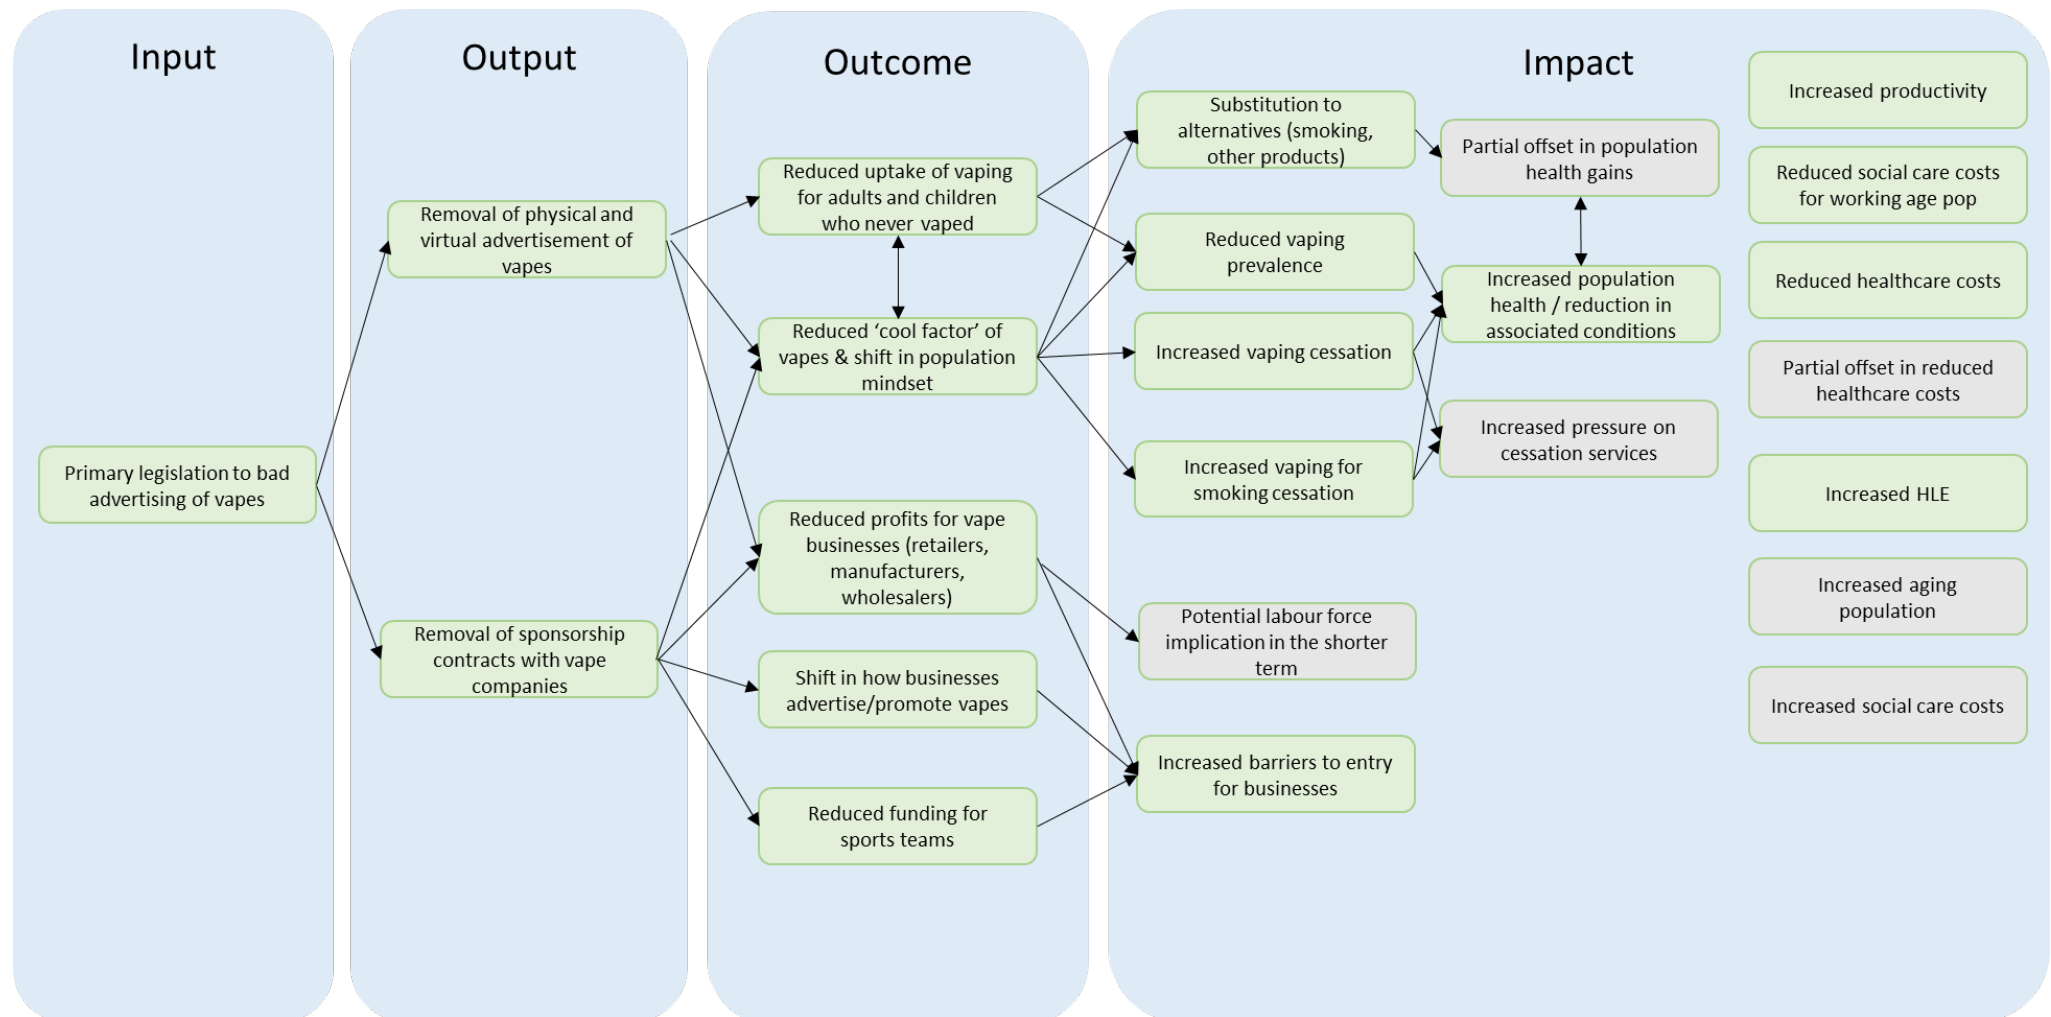 Input
Primary legislation to bad
advertising of vapes
Output
Removal of physical and
virtual advertisement of
vapes
Removal of sponsorship
contracts with vape
companies
Outcome
Reduced uptake of vaping
for adults and children
who never vaped
Reduced ‘cool factor’ of
vapes & shift in population
mindset
Reduced profits for vape
businesses (retailers,
manufacturers,
wholesalers)
Shift in how businesses
advertise/promote vapes
Reduced funding for
sports teams
Impact
Substitution to
alternatives (smoking,
other products)
Reduced vaping
prevalence
Increased vaping cessation
Increased vaping for
smoking cessation
Potential labour force
implication in the shorter
term
Increased barriers to entry
for businesses
Partial offset in population
health gains
Increased population
health / reduction in
associated conditions
Increased pressure on
cessation services
Increased productivity
Reduced social care costs
for working age pop
Reduced healthcare costs
Partial offset in reduced
healthcare costs
Increased HLE
Increased aging
population
Increased social care costs